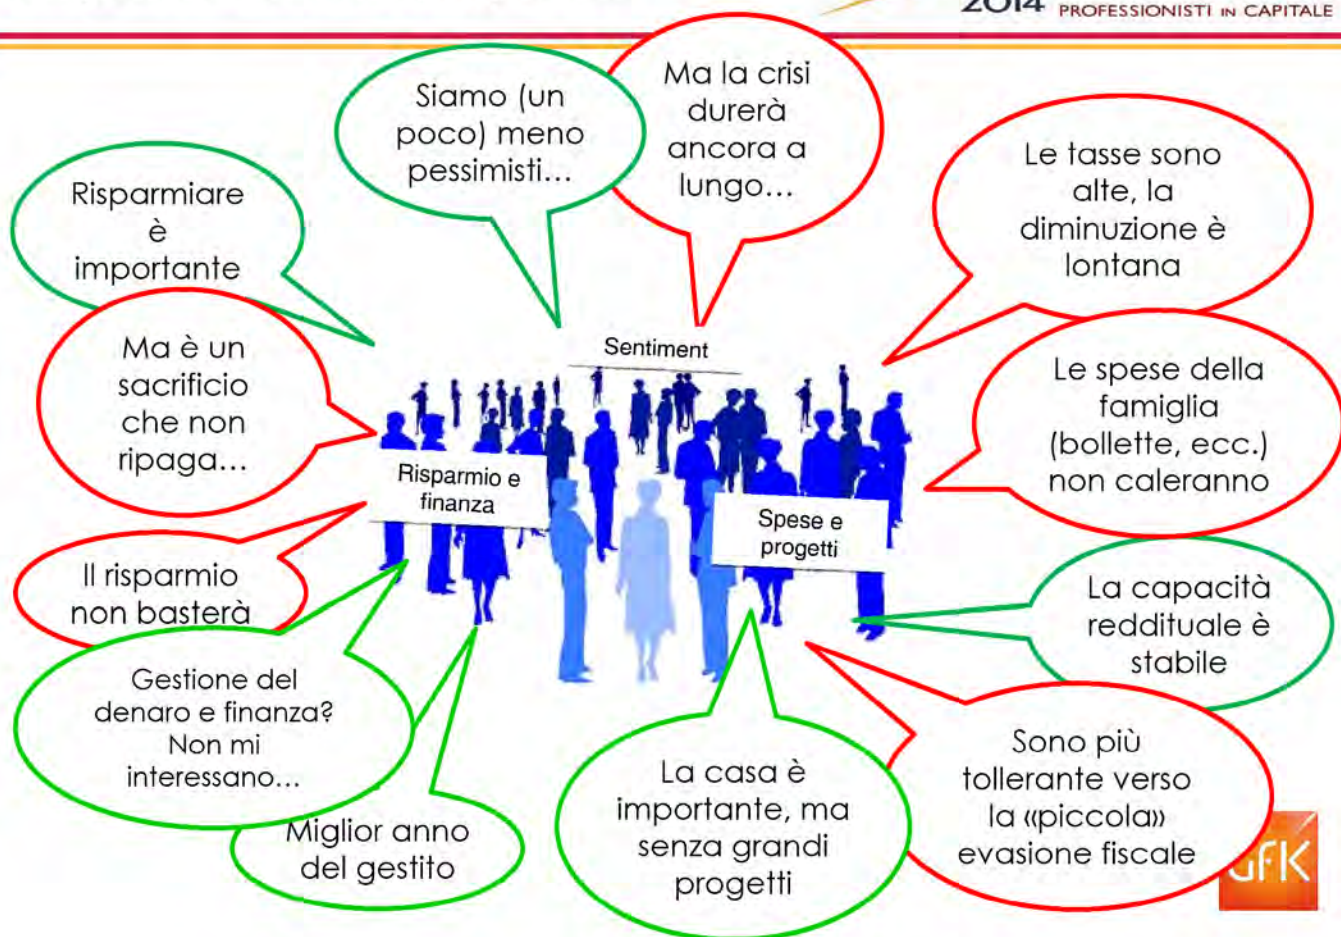 2014 PROFESSIONISTI IN CAPITALE
Siamo (un
poco) meno
pessimisti...
Ma la crisi
durerà
ancora a
lungo...
Le tasse sono
alte, la
diminuzione è
lontana
Risparmiare
è
importante
Ma è un
sacrificio
che non
ripaga...
Sentiment
Le spese della
famiglia
(bollette, ecc.)
non caleranno
Risparmio e
finanza
Spese e
progetti
Il risparmio
non basterà
La capacità
reddituale è
stabile
Gestione del
denaro e finanza?
Non mi
interessano...
Miglior anno
del gestito
La casa è
importante, ma
senza grandi
progetti
Sono più
tollerante verso
la «piccola»
evasione fiscale
GfK